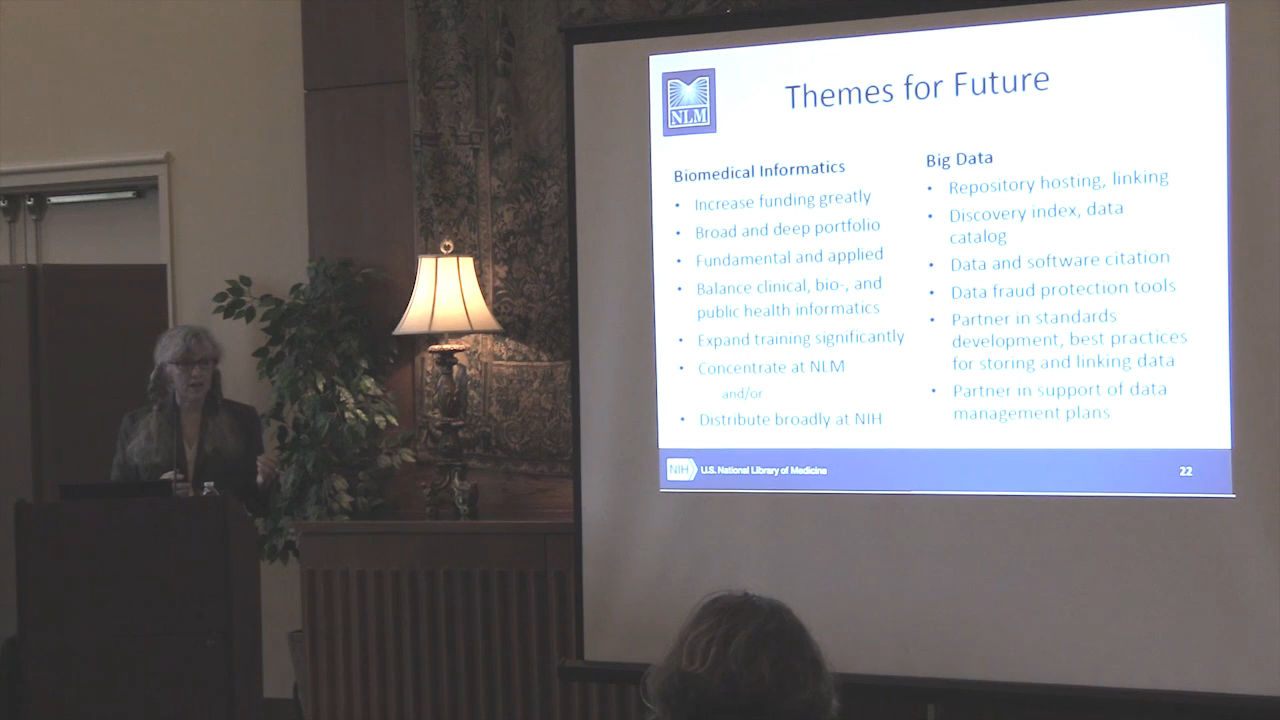 NLM
Themes for Future
Biomedical Informatics
• Increase funding greatly
• Broad and deep portfolio
• Fundamental and applied
• Balance clinical, bio-, and
public health informatics
• Expand training significantly
• Concentrate at NLM
and/or
• Distribute broadly at NIH
Big Data
• Repository hosting, linking
• Discovery index, data
catalog
• Data and software citation
• Data fraud protection tools
• Partner in standards
development, best practices
for storing and linking data
• Partner in support of data
management plans
NIH U.S. National Library of Medicine
22